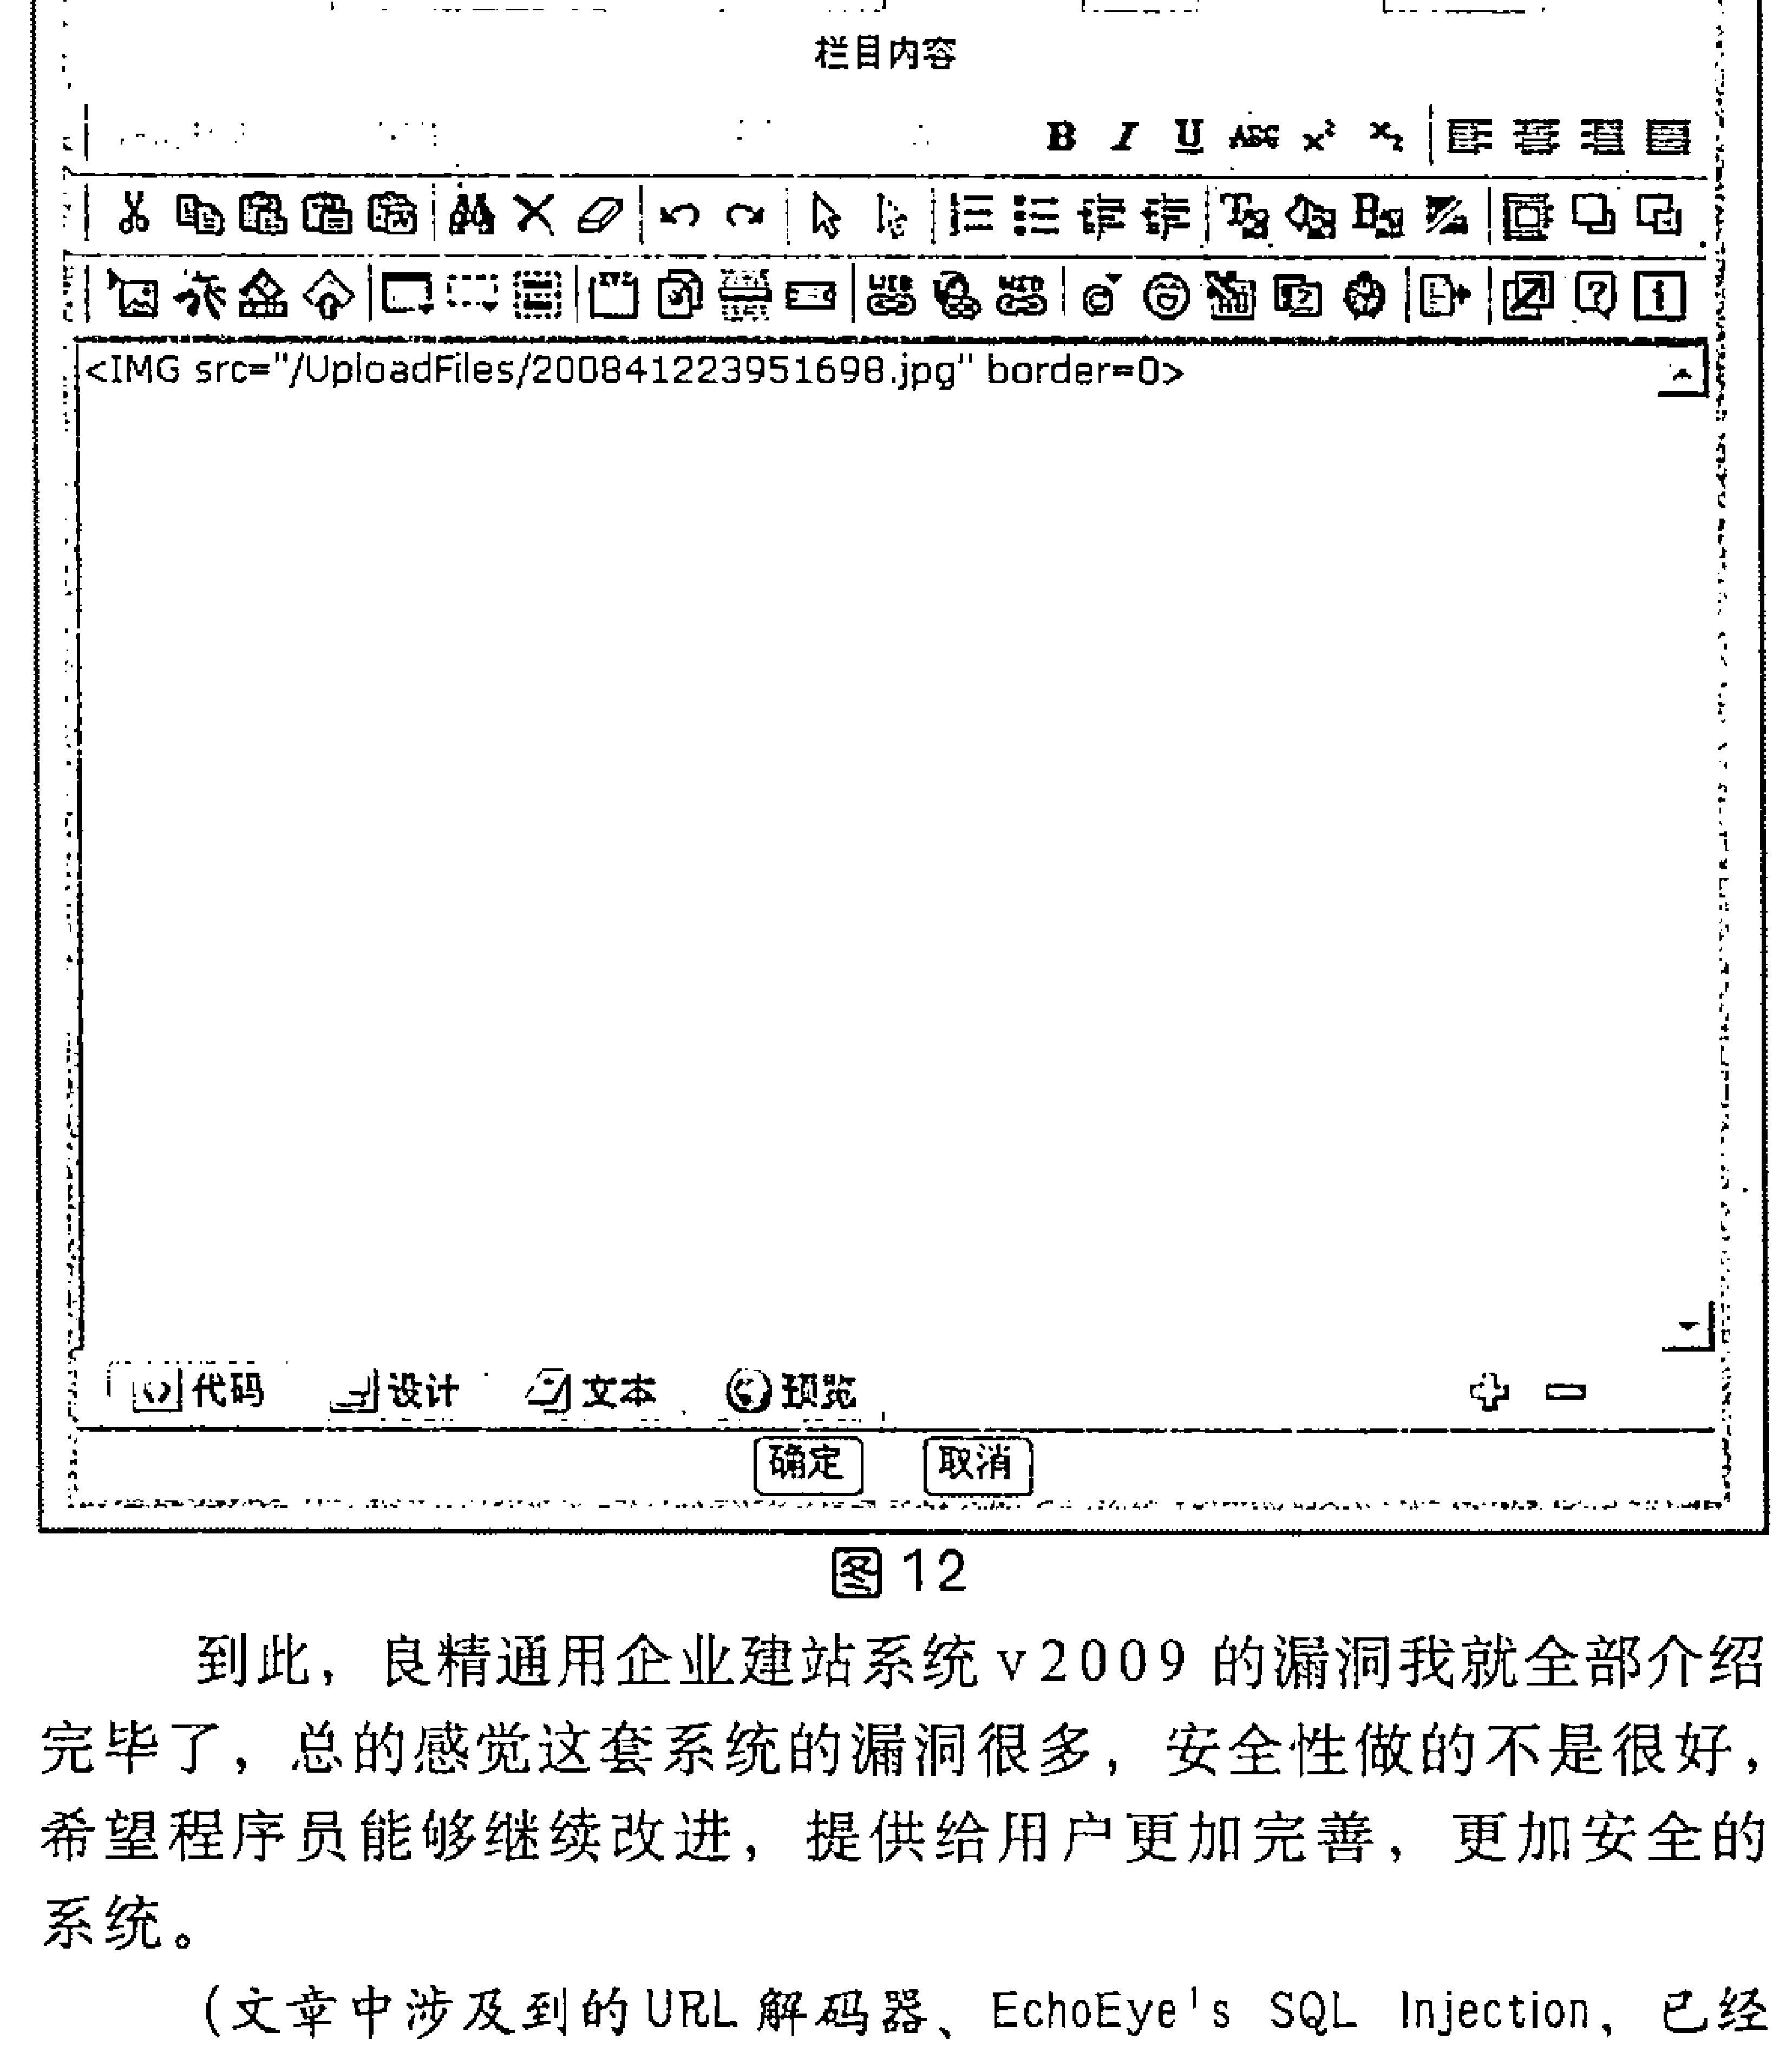 栏目内容
B I U ABC x² x₂
<IMG src="/UploadFiles/200841223951698.jpg" border=0>
代码 设计 文本 预览
确定 取消
图 12
到此，良精通用企业建站系统 v2009 的漏洞我就全部介绍
完毕了，总的感觉这套系统的漏洞很多，安全性做的不是很好，
希望程序员能够继续改进，提供给用户更加完善，更加安全的
系统。
(文章中涉及到的URL 解码器、EchoEye's SQL Injection，已经